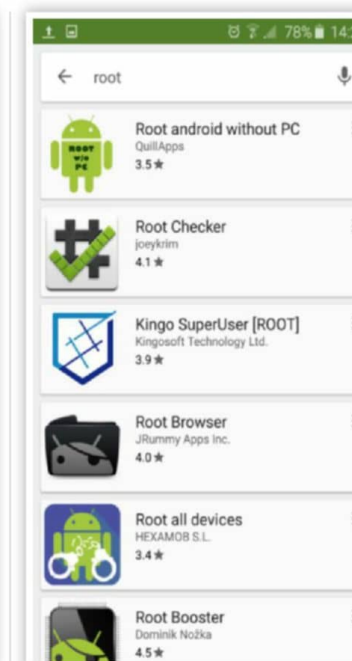 78% 14:
root
Root android without PC
QuillApps
3.5★
ROOT
w/o
PC
Root Checker
joeykrim
4.1★
Kingo SuperUser [ROOT]
Kingosoft Technology Ltd.
3.9★
Root Browser
JRummy Apps Inc.
4.0★
Root all devices
HEXAMOB S.L.
3.4★
Root Booster
Dominik Nožka
4.5★